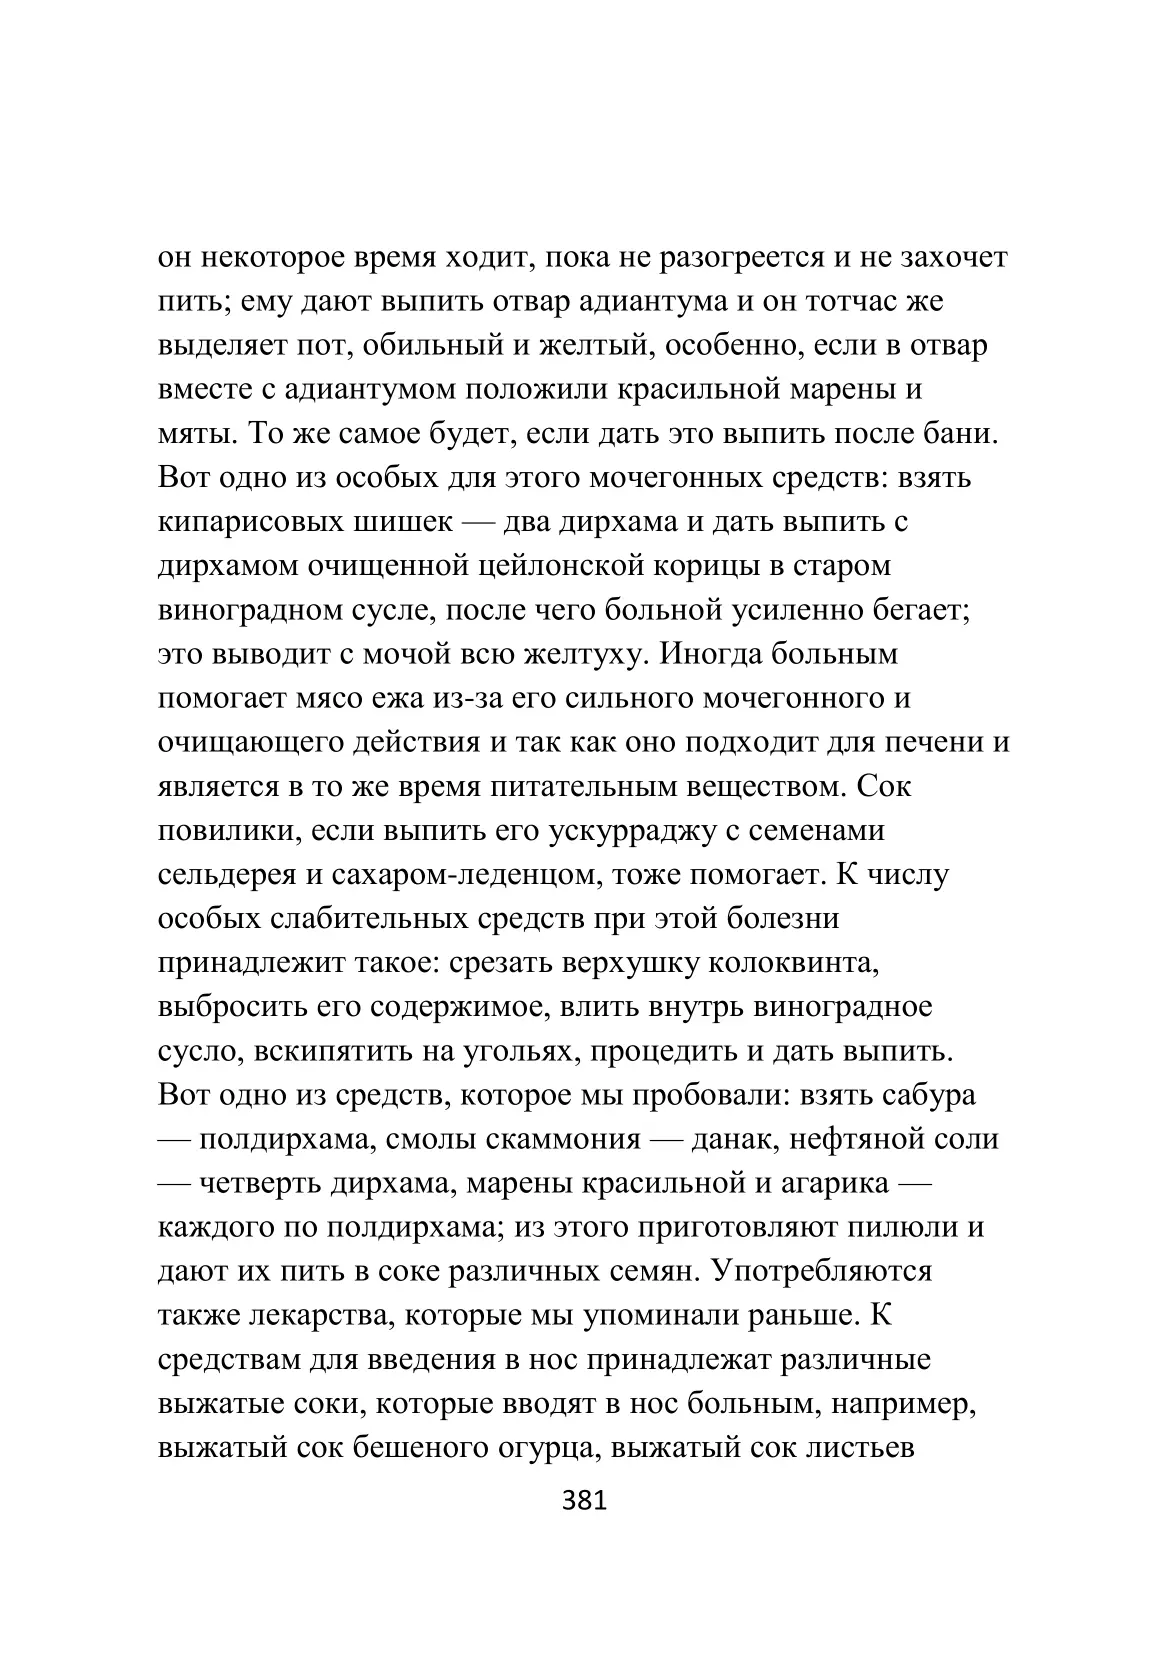 он некоторое время ходит, пока не разогреется и не захочет
пить; ему дают выпить отвар адиантума и он тотчас же
выделяет пот, обильный и желтый, особенно, если в отвар
вместе с адиантумом положили красильной марены и
мяты. То же самое будет, если дать это выпить после бани.
Вот одно из особых для этого мочегонных средств: взять
кипарисовых шишек — два дирхама и дать выпить с
дирхамом очищенной цейлонской корицы в старом
виноградном сусле, после чего больной усиленно бегает;
это выводит с мочой всю желтуху. Иногда больным
помогает мясо ежа из-за его сильного мочегонного и
очищающего действия и так как оно подходит для печени и
является в то же время питательным веществом. Сок
повилики, если выпить его ускурраджу с семенами
сельдерея и сахаром-леденцом, тоже помогает. К числу
особых слабительных средств при этой болезни
принадлежит такое: срезать верхушку колоквинта,
выбросить его содержимое, влить внутрь виноградное
сусло, вскипятить на угольях, процедить и дать выпить.
Вот одно из средств, которое мы пробовали: взять сабура
— полдирхама, смолы скаммония — данак, нефтяной соли
— четверть дирхама, марены красильной и агарика —
каждого по полдирхама; из этого приготовляют пилюли и
дают их пить в соке различных семян. Употребляются
также лекарства, которые мы упоминали раньше. К
средствам для введения в нос принадлежат различные
выжатые соки, которые вводят в нос больным, например,
выжатый сок бешеного огурца, выжатый сок листьев
381